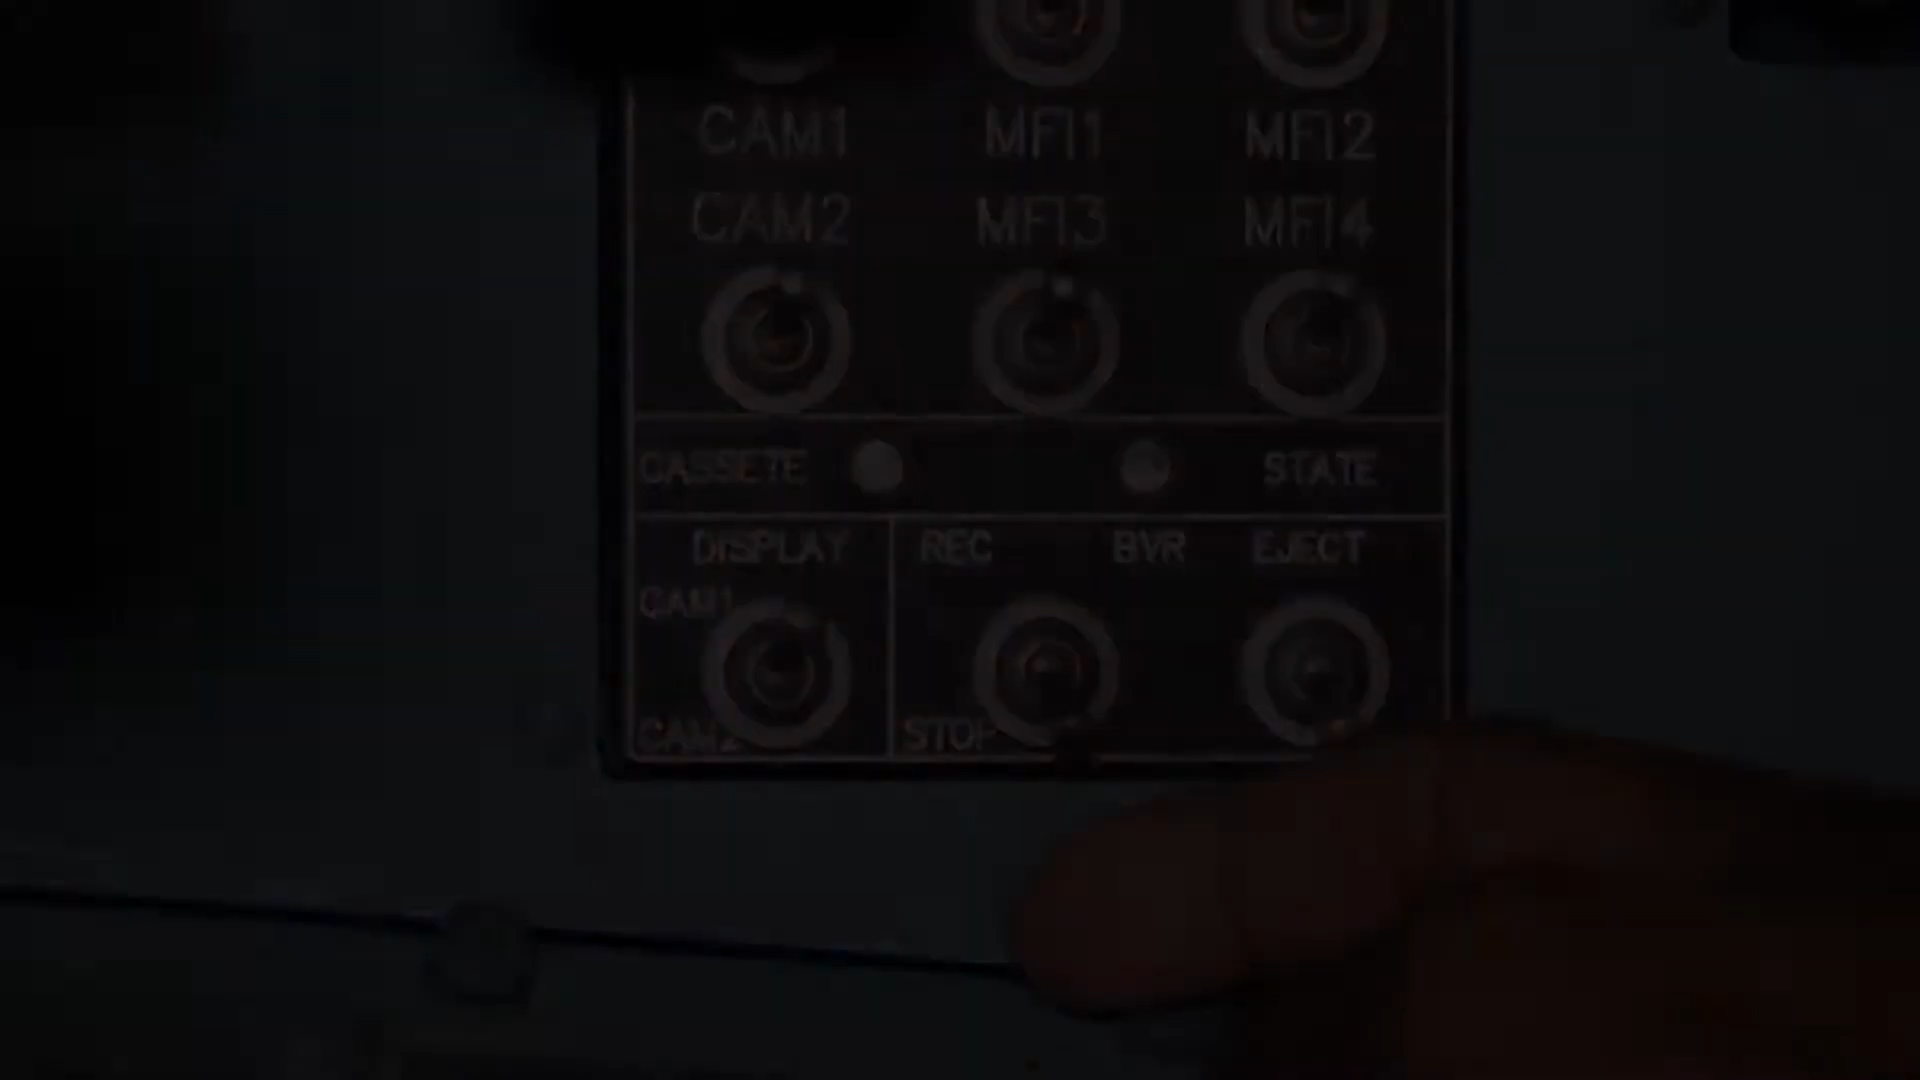 CAM1 MFI1 MFI2
CAM2 MFI3 MFI4
CASSETE STATE
DISPLAY REC BVR EJECT
CAM1
CAM2 STOP